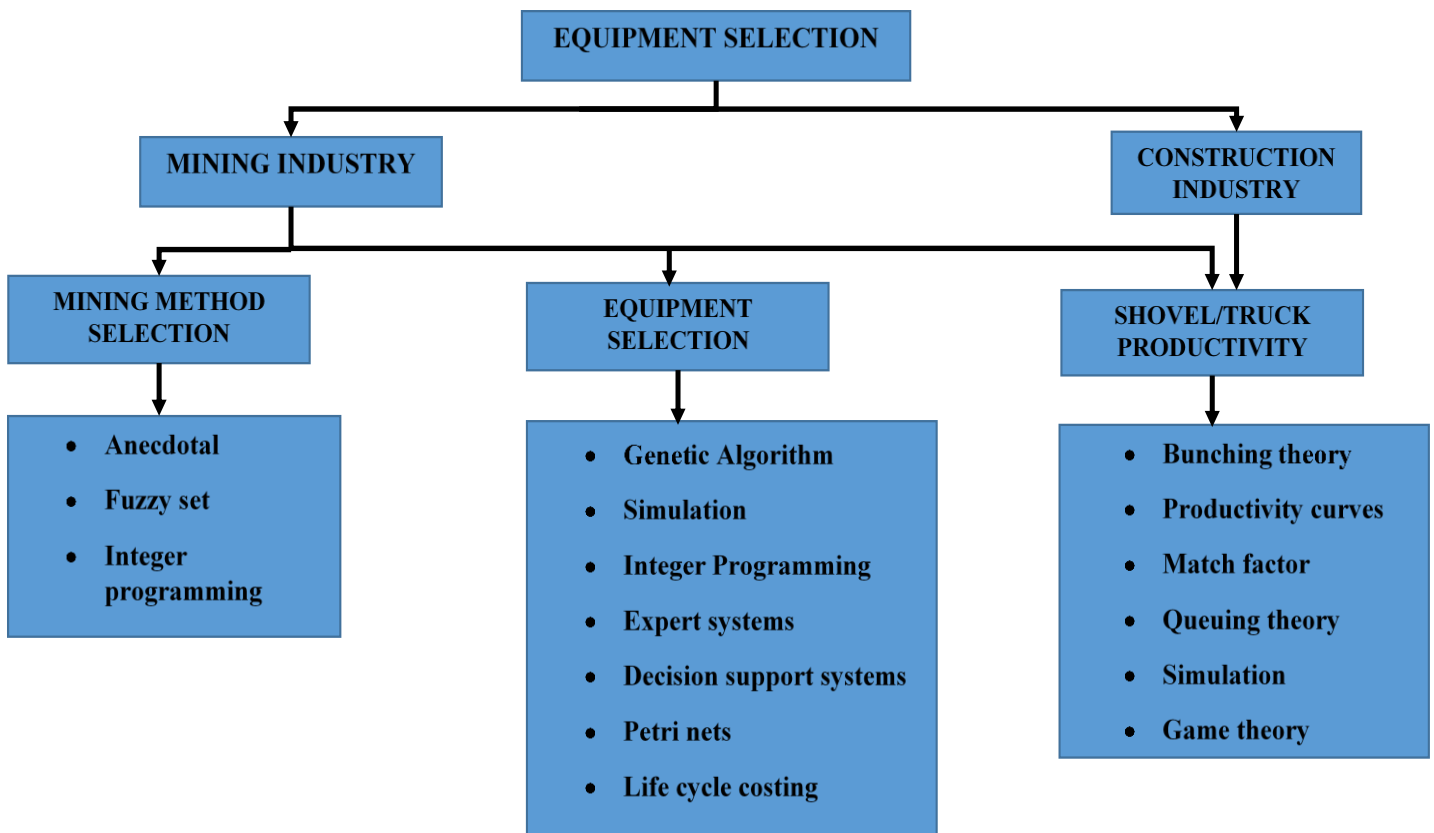 EQUIPMENT SELECTION
MINING INDUSTRY
CONSTRUCTION
INDUSTRY
MINING METHOD
SELECTION
EQUIPMENT
SELECTION
SHOVEL/TRUCK
PRODUCTIVITY
• Anecdotal
• Fuzzy set
• Integer
programming
• Genetic Algorithm
• Simulation
• Integer Programming
• Expert systems
• Decision support systems
• Petri nets
• Life cycle costing
• Bunching theory
• Productivity curves
• Match factor
• Queuing theory
• Simulation
• Game theory